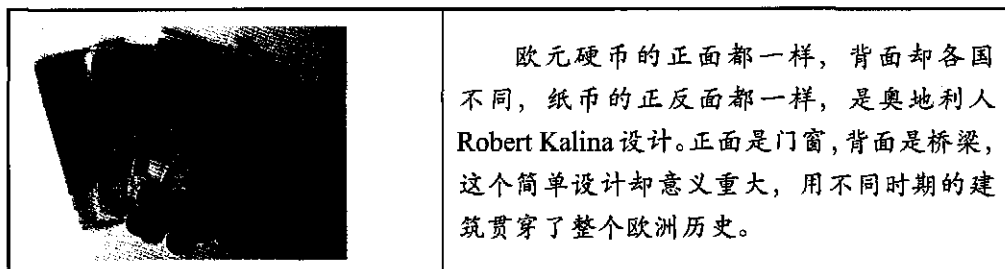 欧元硬币的正面都一样，背面却各国
不同，纸币的正反面都一样，是奥地利人
Robert Kalina设计。正面是门窗，背面是桥梁，
这个简单设计却意义重大，用不同时期的建
筑贯穿了整个欧洲历史。